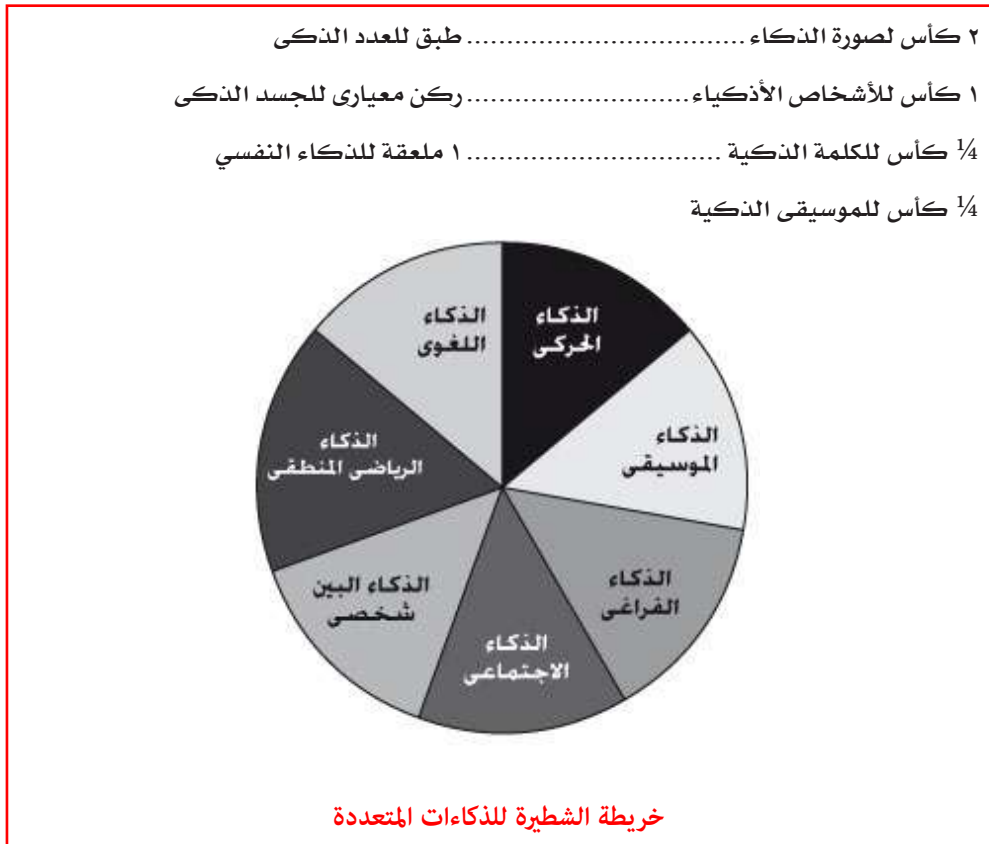 ٢ كأس لصورة الذكاء ................................ طبق للعدد الذكى
١ كأس للأشخاص الأذكياء.......................... ركن معيارى للجسد الذكى
¼ كأس للكلمة الذكية ............................. ١ ملعقة للذكاء النفسي
¼ كأس للموسيقى الذكية
الذكاء
الحركى
الذكاء
الموسيقى
الذكاء
الفراغى
الذكاء
الاجتماعى
الذكاء البين
شخصى
الذكاء
الرياضى المنطقى
الذكاء
اللغوى
خريطة الشطيرة للذكاءات المتعددة